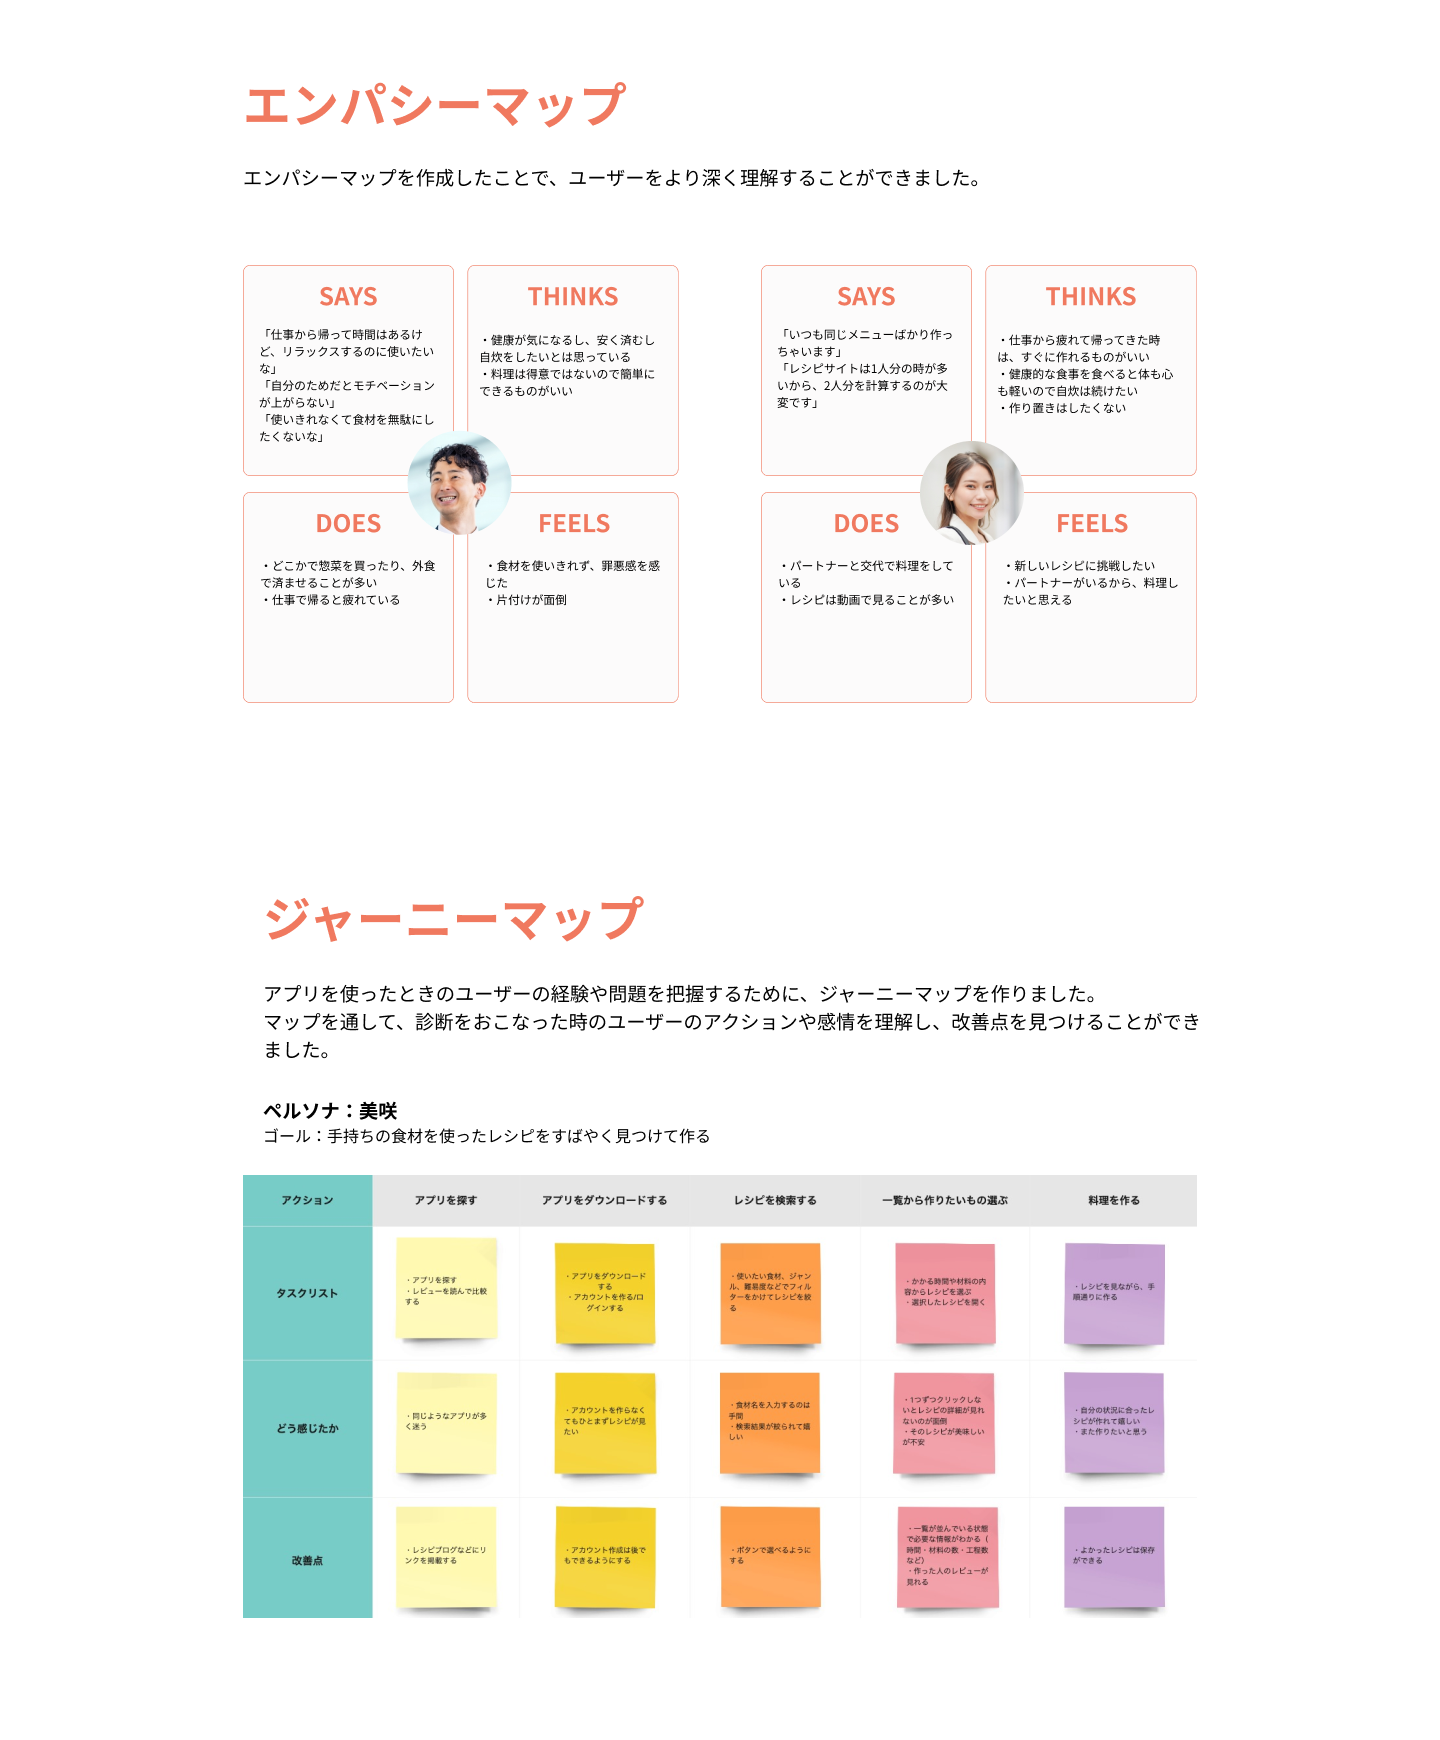 エンパシーマップ
エンパシーマップを作成したことで、ユーザーをより深く理解することができました。
SAYS
「仕事から帰って時間はあるけ
ど、リラックスするのに使いたい
な」
「自分のためだとモチベーション
が上がらない」
「使いきれなくて食材を無駄にし
たくないな」
THINKS
・健康が気になるし、安く済むし
自炊をしたいとは思っている
・料理は得意ではないので簡単に
できるものがいい
DOES
・どこかで惣菜を買ったり、外食
で済ませることが多い
・仕事で帰ると疲れている
FEELS
・食材を使いきれず、罪悪感を感
じた
・片付けが面倒
SAYS
「いつも同じメニューばかり作っ
ちゃいます」
「レシピサイトは1人分の時が多
いから、2人分を計算するのが大
変です」
THINKS
・仕事から疲れて帰ってきた時
は、すぐに作れるものがいい
・健康的な食事を食べると体も心
も軽いので自炊は続けたい
・作り置きはしたくない
DOES
・パートナーと交代で料理をして
いる
・レシピは動画で見ることが多い
FEELS
・新しいレシピに挑戦したい
・パートナーがいるから、料理し
たいと思える
ジャーニーマップ
アプリを使ったときのユーザーの経験や問題を把握するために、ジャーニーマップを作りました。
マップを通して、診断をおこなった時のユーザーのアクションや感情を理解し、改善点を見つけることができ
ました。
ペルソナ：美咲
ゴール：手持ちの食材を使ったレシピをすばやく見つけて作る
アクション
アプリを探す
アプリをダウンロードする
レシピを検索する
一覧から作りたいもの選ぶ
料理を作る
タスクリスト
・アプリを探す
・レビューを読んで比較
する
・アプリをダウンロード
する
・アカウントを作る/ロ
グインする
・使いたい食材、ジャン
ル、難易度などでフィル
ターをかけてレシピを絞
る
・かかる時間や材料の内
容からレシピを選ぶ
・選択したレシピを開く
・レシピを見ながら、手
順通りに作る
どう感じたか
・同じようなアプリが多
く迷う
・アカウントを作らなく
てもひとまずレシピが見
たい
・食材名を入力するのは
手間
・検索結果が絞られて嬉
しい
・1つずつクリックしな
いとレシピの詳細が見れ
ないのが面倒
・そのレシピが美味しい
か不安
・自分の状況に合ったレ
シピが作れて嬉しい
・また作りたいと思う
改善点
・レシピブログなどにリ
ンクを掲載する
・アカウント作成は後で
もできるようにする
・ボタンで選べるように
する
・一覧が並んでいる状態
で必要な情報がわかる（
時間・材料の数・工程数
など）
・作った人のレビューが
見れる
・よかったレシピは保存
ができる